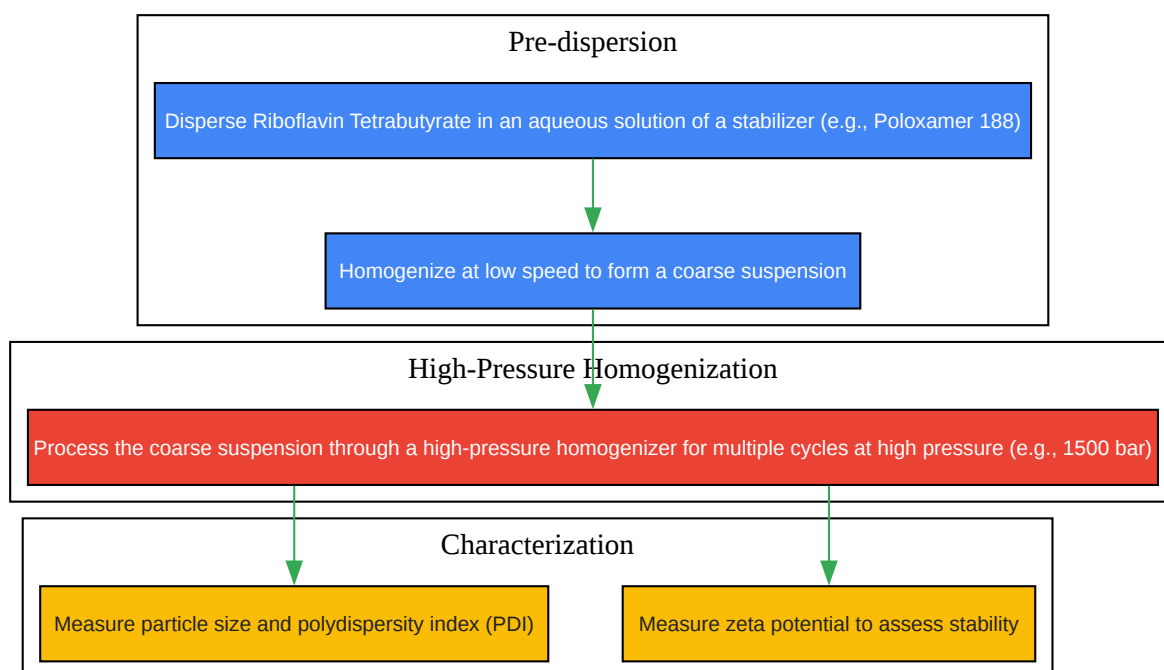 Pre-dispersion
Disperse Riboflavin Tetrabutyrate in an aqueous solution of a stabilizer (e.g., Poloxamer 188)
Homogenize at low speed to form a coarse suspension
High-Pressure Homogenization
Process the coarse suspension through a high-pressure homogenizer for multiple cycles at high pressure (e.g., 1500 bar)
Characterization
Measure particle size and polydispersity index (PDI)
Measure zeta potential to assess stability